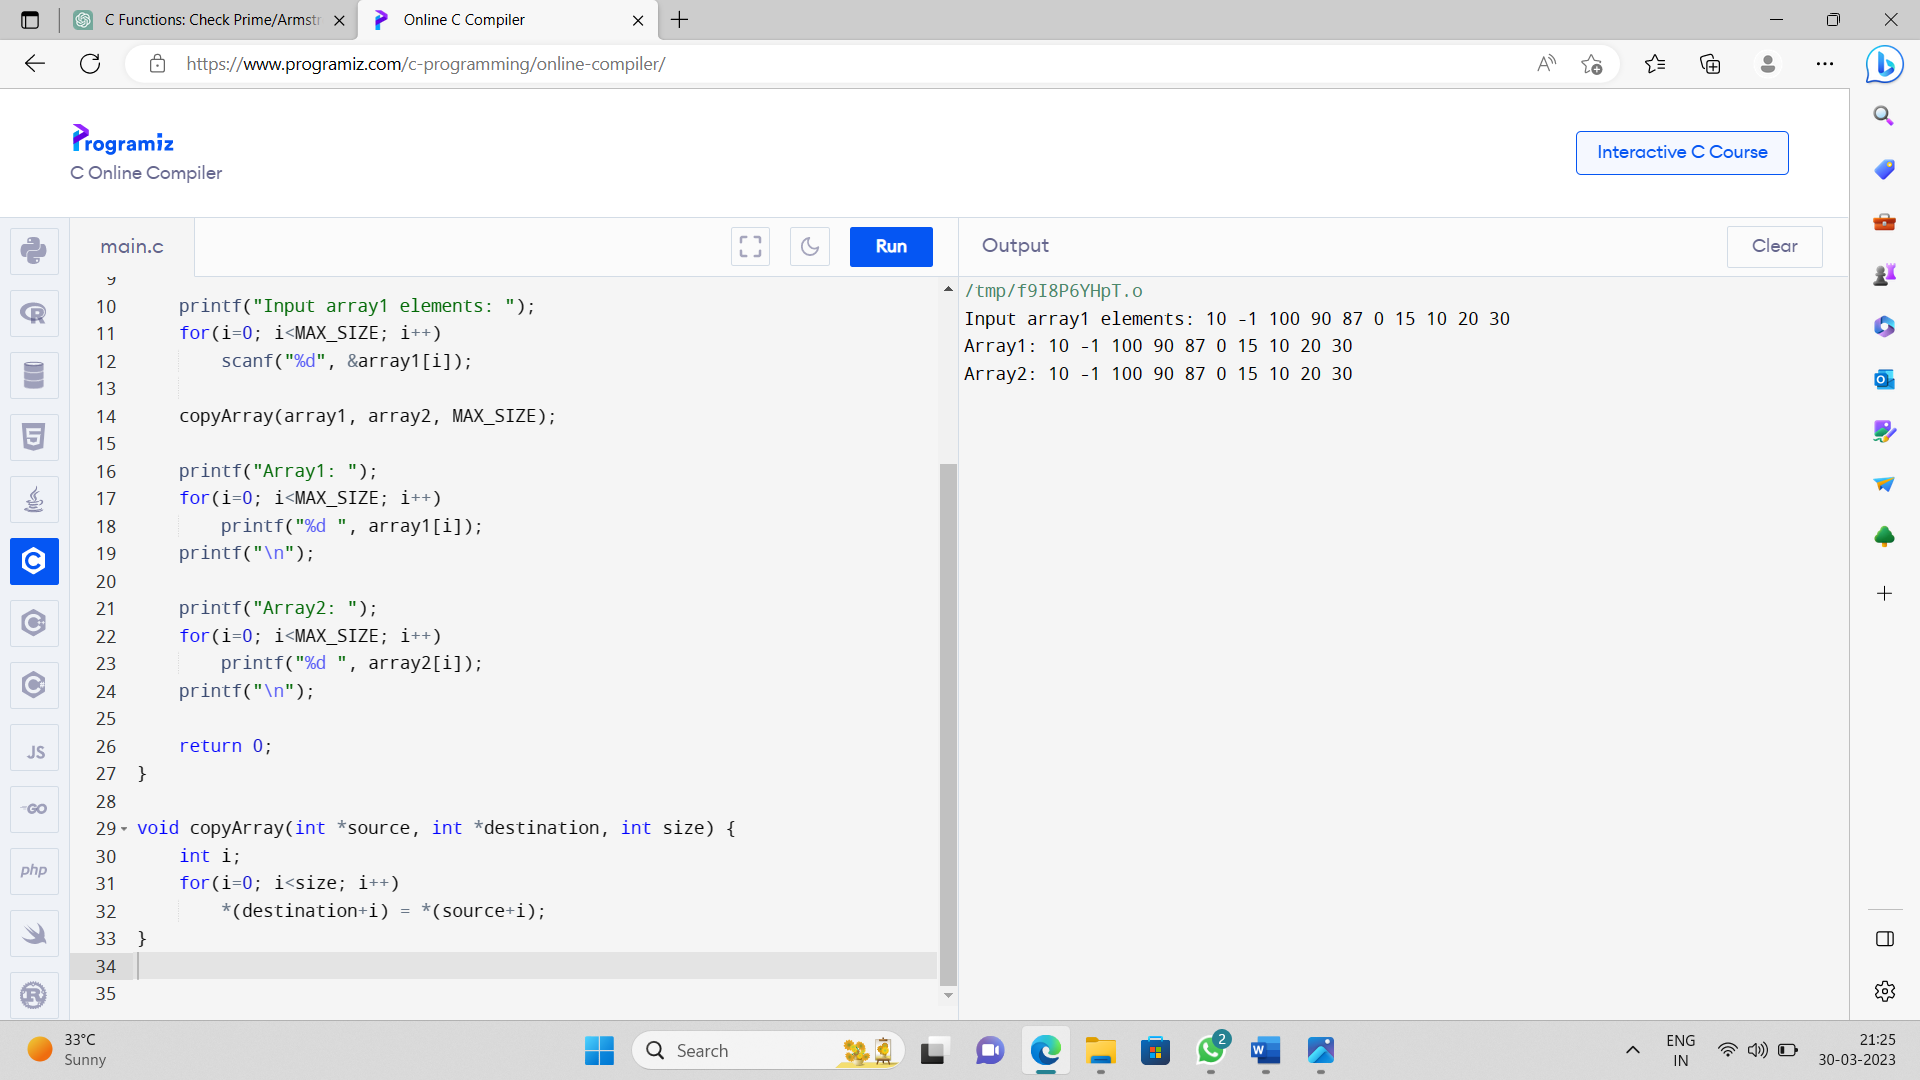 C Functions: Check Prime/Armstr
Online C Compiler
https://www.programiz.com/c-programming/online-compiler/
Programiz
C Online Compiler
Interactive C Course
main.c
Run
Output
Clear
9
10 printf("Input array1 elements: ");
11 for(i=0; i<MAX_SIZE; i++)
12 scanf("%d", &array1[i]);
13
14 copyArray(array1, array2, MAX_SIZE);
15
16 printf("Array1: ");
17 for(i=0; i<MAX_SIZE; i++)
18 printf("%d ", array1[i]);
19 printf("\n");
20
21 printf("Array2: ");
22 for(i=0; i<MAX_SIZE; i++)
23 printf("%d ", array2[i]);
24 printf("\n");
25
26 return 0;
27 }
28
29 void copyArray(int *source, int *destination, int size) {
30 int i;
31 for(i=0; i<size; i++)
32 *(destination+i) = *(source+i);
33 }
34
35
/tmp/f9I8P6YHpT.o
Input array1 elements: 10 -1 100 90 87 0 15 10 20 30
Array1: 10 -1 100 90 87 0 15 10 20 30
Array2: 10 -1 100 90 87 0 15 10 20 30
JS
GO
php
33°C
Sunny
Search
2
ENG
IN
21:25
30-03-2023